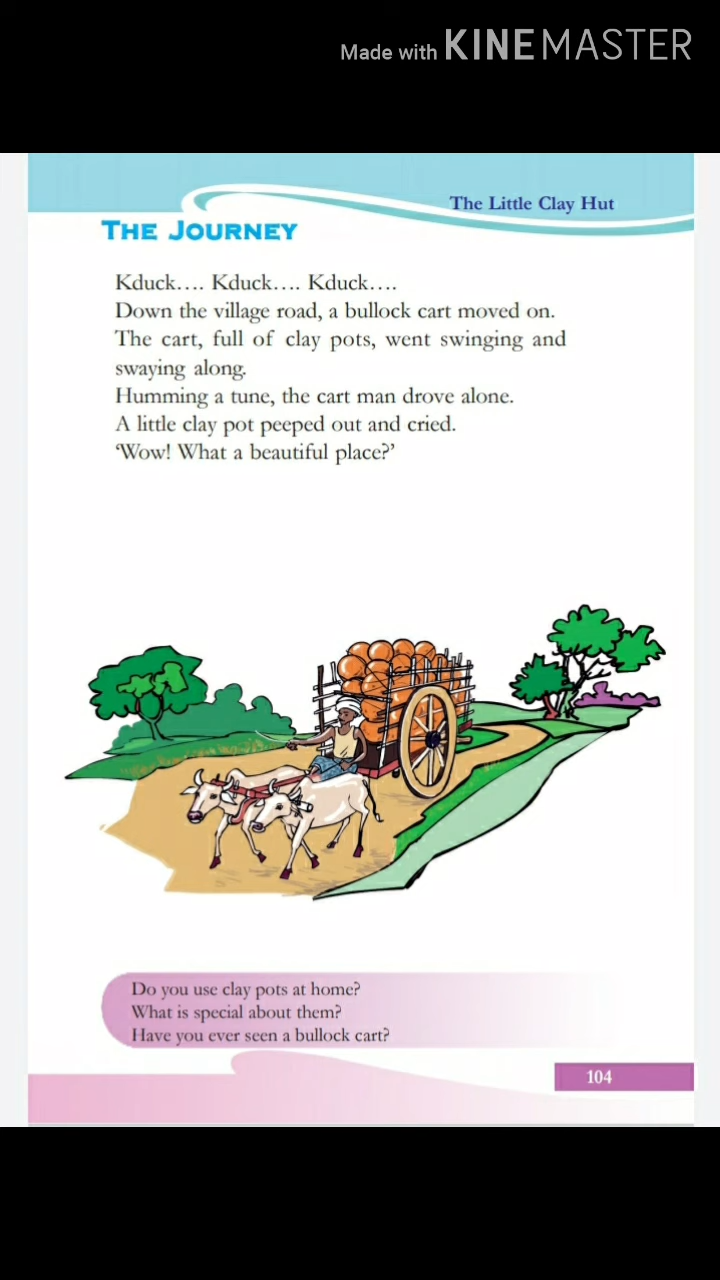 Made with KINEMASTER
The Little Clay Hut
THE JOURNEY
Kduck.... Kduck.... Kduck....
Down the village road, a bullock cart moved on.
The cart, full of clay pots, went swinging and
swaying along.
Humming a tune, the cart man drove alone.
A little clay pot peeped out and cried.
‘Wow! What a beautiful place?’
Do you use clay pots at home?
What is special about them?
Have you ever seen a bullock cart?
104